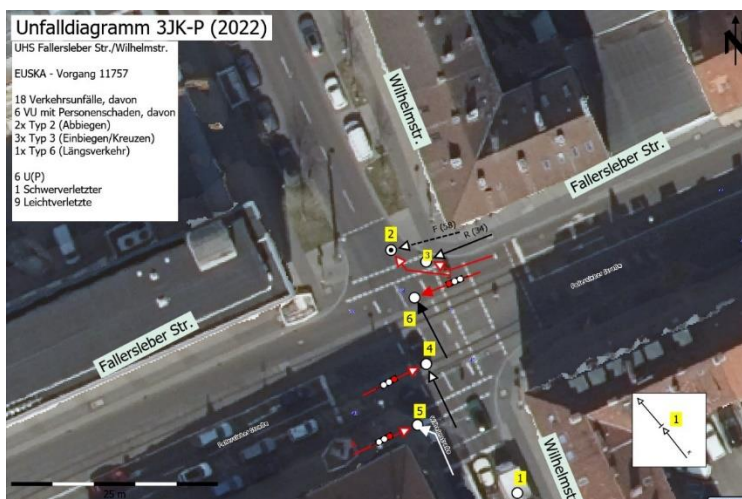 Unfalldiagramm 3JK-P (2022)
UHS Fallersleber Str./Wilhelmstr.
EUSKA - Vorgang 11757
18 Verkehrsunfälle, davon
6 VU mit Personenschaden, davon
2x Typ 2 (Abbiegen)
3x Typ 3 (Einbiegen/Kreuzen)
1x Typ 6 (Längsverkehr)
6 U(P)
1 Schwerverletzter
9 Leichtverletzte
N
Wilhelmstr.
Fallersleber Str.
F (58)
R (34)
2
3
6
Fallersleber Str.
4
5
1
Wilhelmstr.
1
25 m